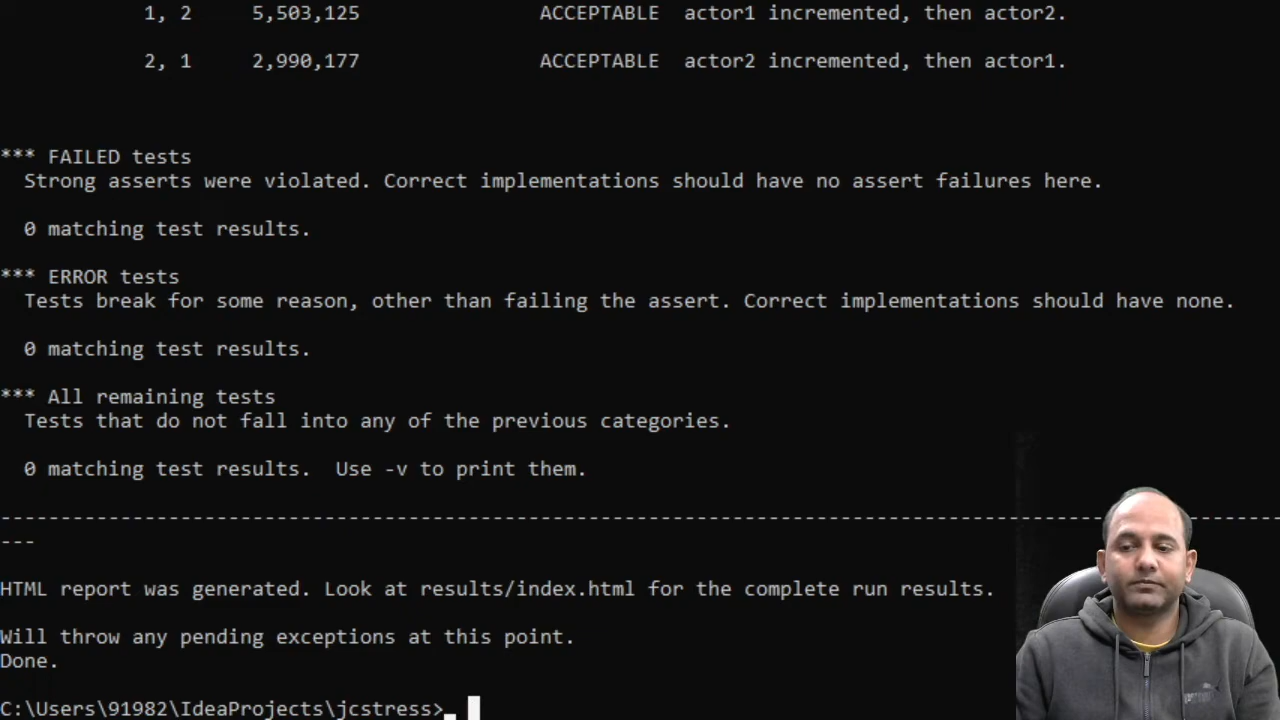 1, 2 5,503,125 ACCEPTABLE actor1 incremented, then actor2.
2, 1 2,990,177 ACCEPTABLE actor2 incremented, then actor1.
*** FAILED tests
Strong asserts were violated. Correct implementations should have no assert failures here.
0 matching test results.
*** ERROR tests
Tests break for some reason, other than failing the assert. Correct implementations should have none.
0 matching test results.
*** All remaining tests
Tests that do not fall into any of the previous categories.
0 matching test results. Use -v to print them.
--------------------------------------------------------------------------------------------------------
---
HTML report was generated. Look at results/index.html for the complete run results.
Will throw any pending exceptions at this point.
Done.
C:\Users\91982\IdeaProjects\jcstress>